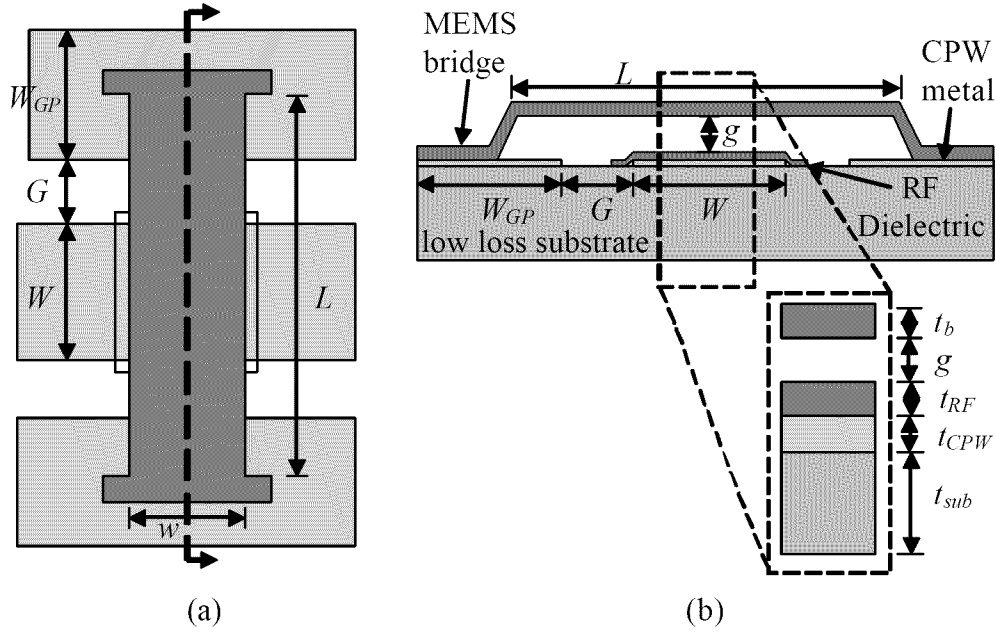 W_GP
G
W
L
w
(a)
MEMS
bridge
L
CPW
metal
g
W_GP
G
W
RF
Dielectric
low loss substrate
t_b
g
t_RF
t_CPW
t_sub
(b)